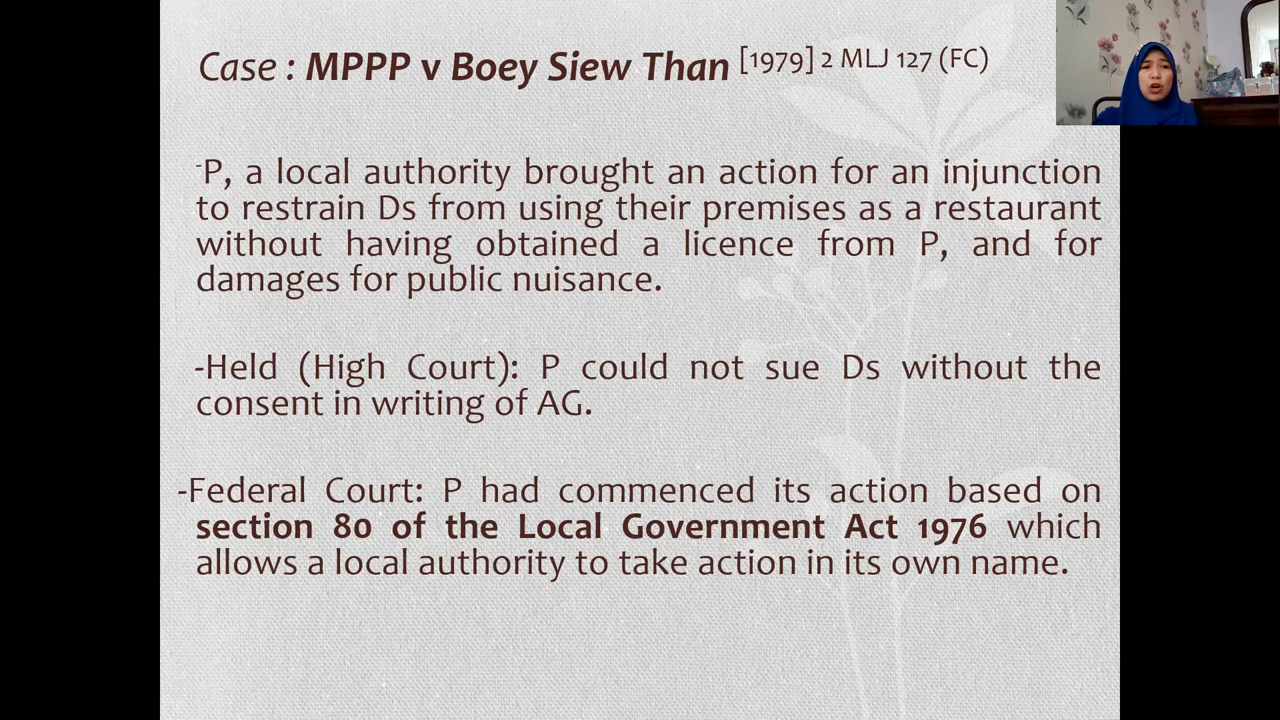 Case : MPPP v Boey Siew Than [1979] 2 MLJ 127 (FC)
-P, a local authority brought an action for an injunction
to restrain Ds from using their premises as a restaurant
without having obtained a licence from P, and for
damages for public nuisance.
-Held (High Court): P could not sue Ds without the
consent in writing of AG.
-Federal Court: P had commenced its action based on
section 80 of the Local Government Act 1976 which
allows a local authority to take action in its own name.